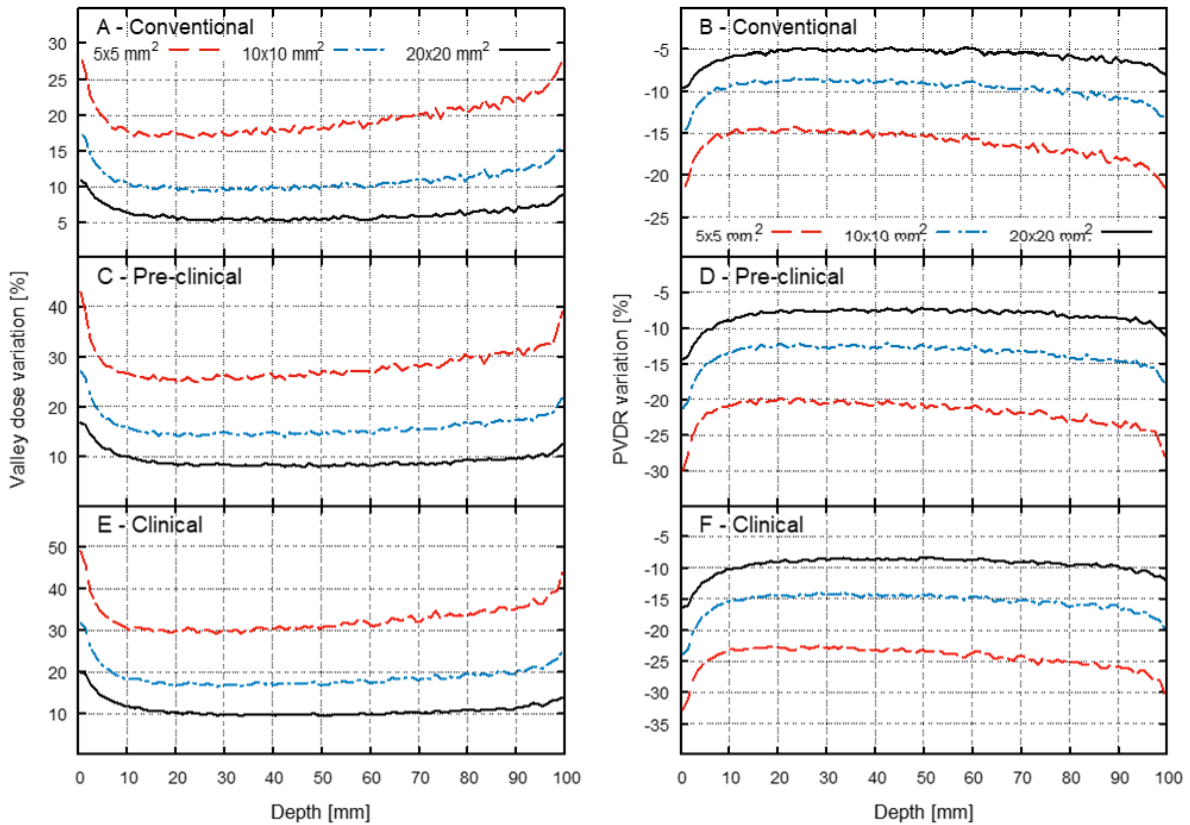 A - Conventional
5x5 mm² 10x10 mm² 20x20 mm²
30
25
20
15
10
5
C - Pre-clinical
40
30
20
10
E - Clinical
50
40
30
20
10
0 10 20 30 40 50 60 70 80 90 100
Depth [mm]
Valley dose variation [%]
B - Conventional
-5
-10
-15
-20
-25
5x5 mm² 10x10 mm² 20x20 mm²
D - Pre-clinical
-5
-10
-15
-20
-25
-30
F - Clinical
-5
-10
-15
-20
-25
-30
-35
0 10 20 30 40 50 60 70 80 90 100
Depth [mm]
PVDR variation [%]